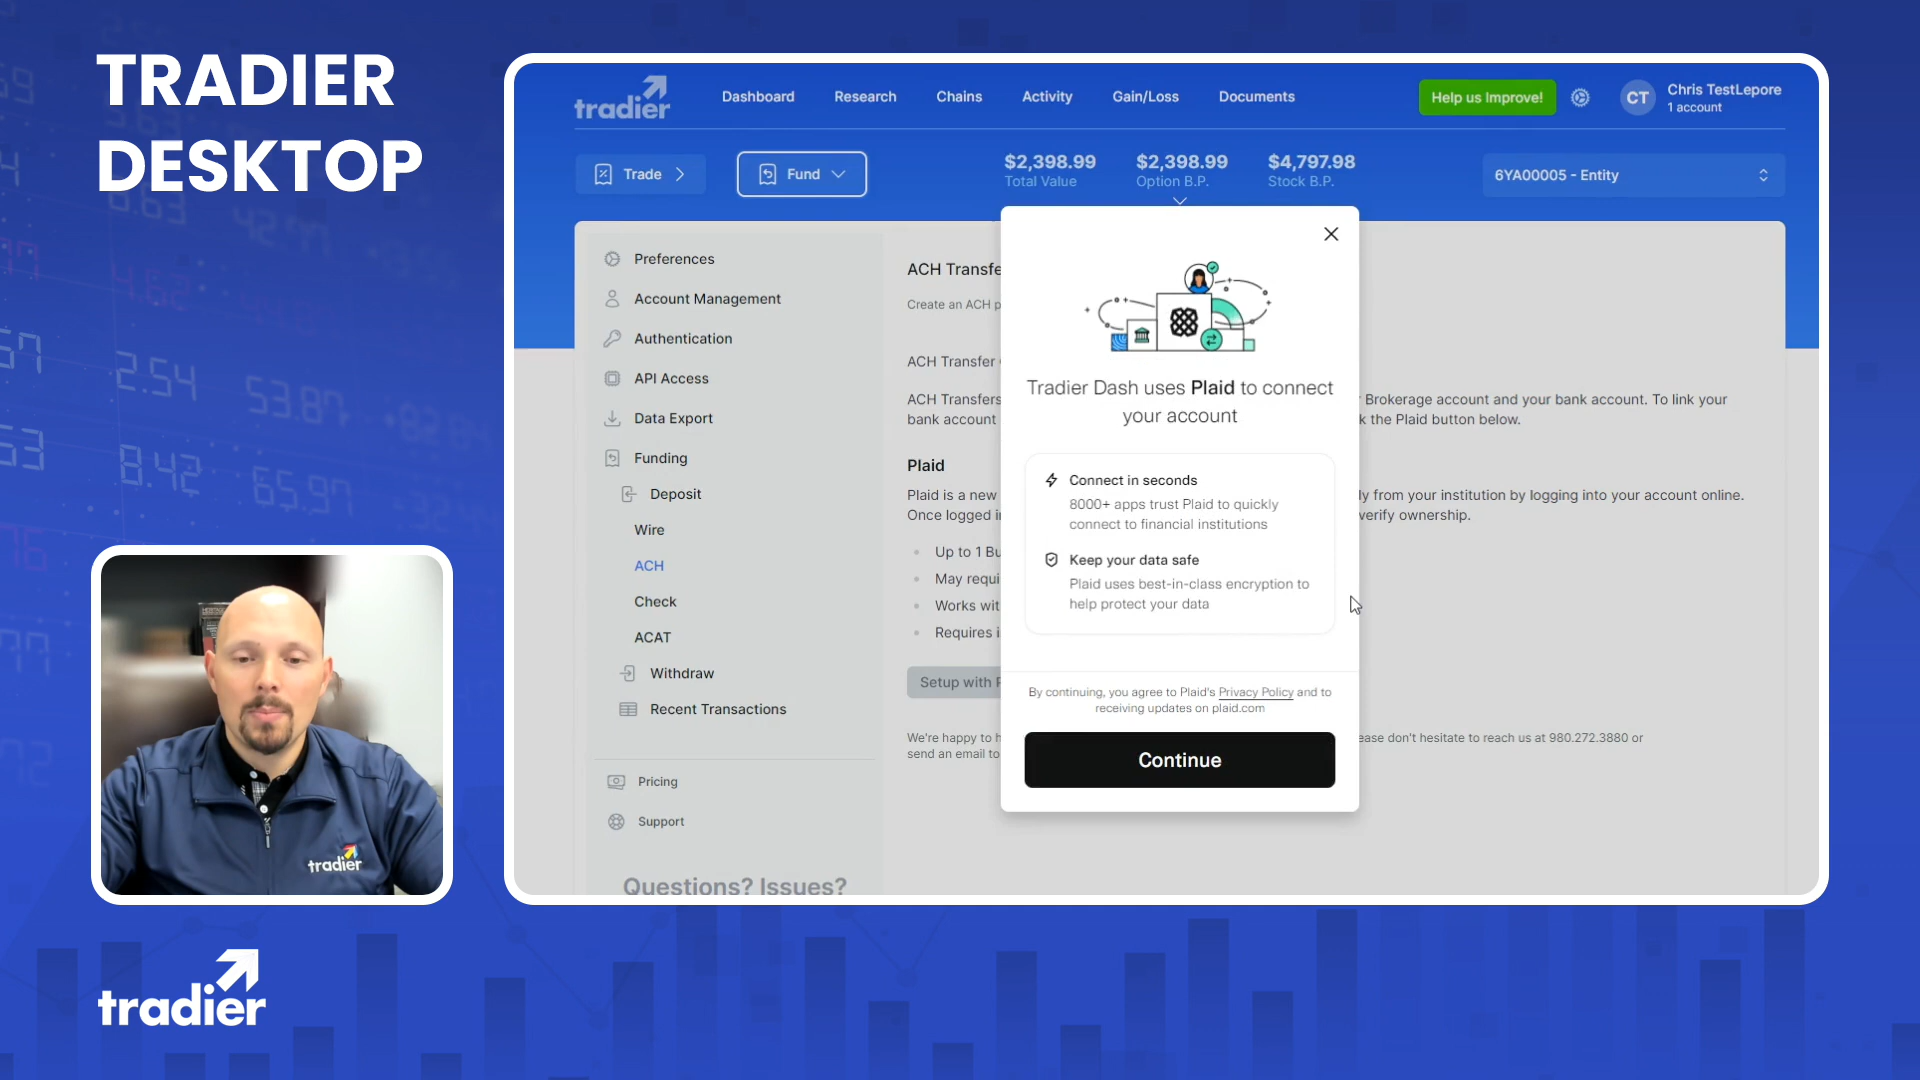 TRADIER
DESKTOP
tradier
Dashboard
Research
Chains
Activity
Gain/Loss
Documents
Help us Improve!
CT
Chris TestLepore
1 account
Trade
Fund
$2,398.99
Total Value
$2,398.99
Option B.P.
$4,797.98
Stock B.P.
6YA00005 - Entity
Preferences
Account Management
Authentication
API Access
Data Export
Funding
Deposit
Wire
ACH
Check
ACAT
Withdraw
Recent Transactions
Pricing
Support
Questions? Issues?
ACH Transfe
Create an ACH p
ACH Transfer
ACH Transfers
Brokerage account and your bank account. To link your
bank account
k the Plaid button below.
Plaid
Plaid is a new
ly from your institution by logging into your account online.
Once logged i
verify ownership.
Up to 1 Bu
May requi
Works wit
Requires i
Setup with
We're happy to h
ease don't hesitate to reach us at 980.272.3880 or
send an email to
Tradier Dash uses Plaid to connect
your account
Connect in seconds
8000+ apps trust Plaid to quickly
connect to financial institutions
Keep your data safe
Plaid uses best-in-class encryption to
help protect your data
By continuing, you agree to Plaid's Privacy Policy and to
receiving updates on plaid.com
Continue
tradier
tradier
2.54
53.87
8.42
65.97